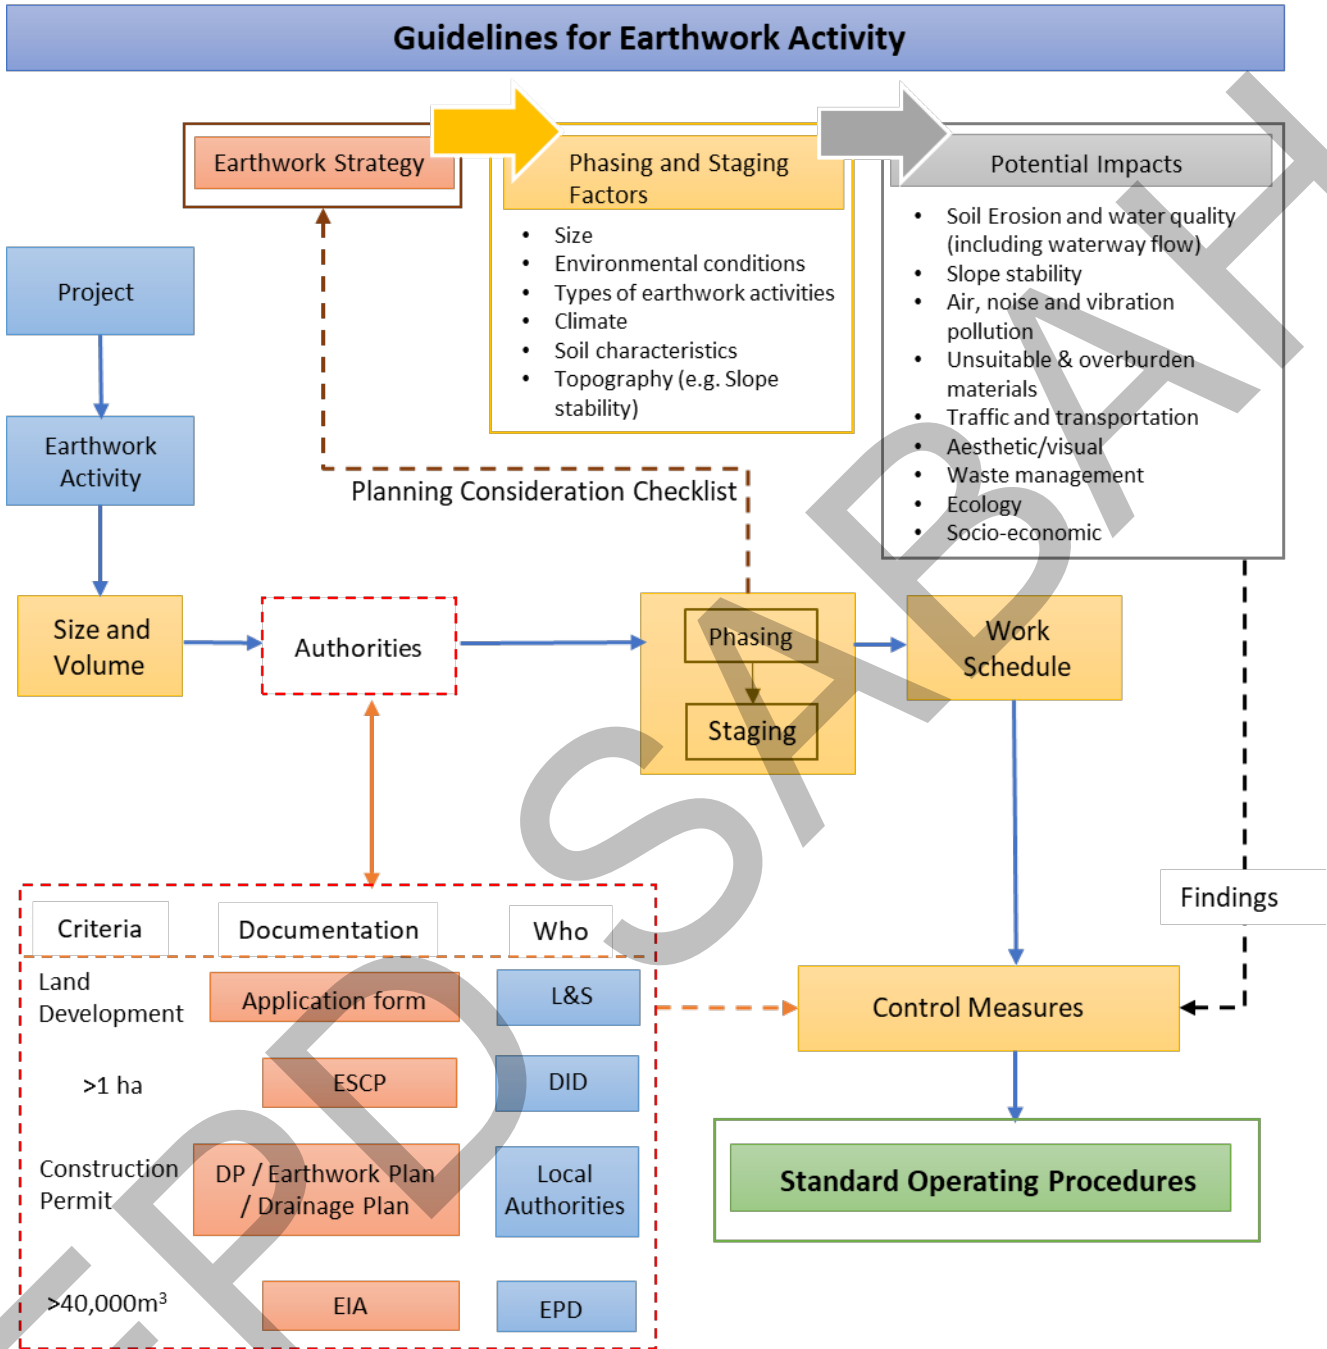 Guidelines for Earthwork Activity
Earthwork Strategy
Phasing and Staging
Factors
• Size
• Environmental conditions
• Types of earthwork activities
• Climate
• Soil characteristics
• Topography (e.g. Slope
stability)
Potential Impacts
• Soil Erosion and water quality
(including waterway flow)
• Slope stability
• Air, noise and vibration
pollution
• Unsuitable & overburden
materials
• Traffic and transportation
• Aesthetic/visual
• Waste management
• Ecology
• Socio-economic
Project
Earthwork
Activity
Planning Consideration Checklist
Size and
Volume
Authorities
Phasing
Staging
Work
Schedule
Findings
Criteria
Documentation
Who
Land
Development
Application form
L&S
>1 ha
ESCP
DID
Construction
Permit
DP / Earthwork Plan
/ Drainage Plan
Local
Authorities
>40,000m³
EIA
EPD
Control Measures
Standard Operating Procedures
EPD SABAH